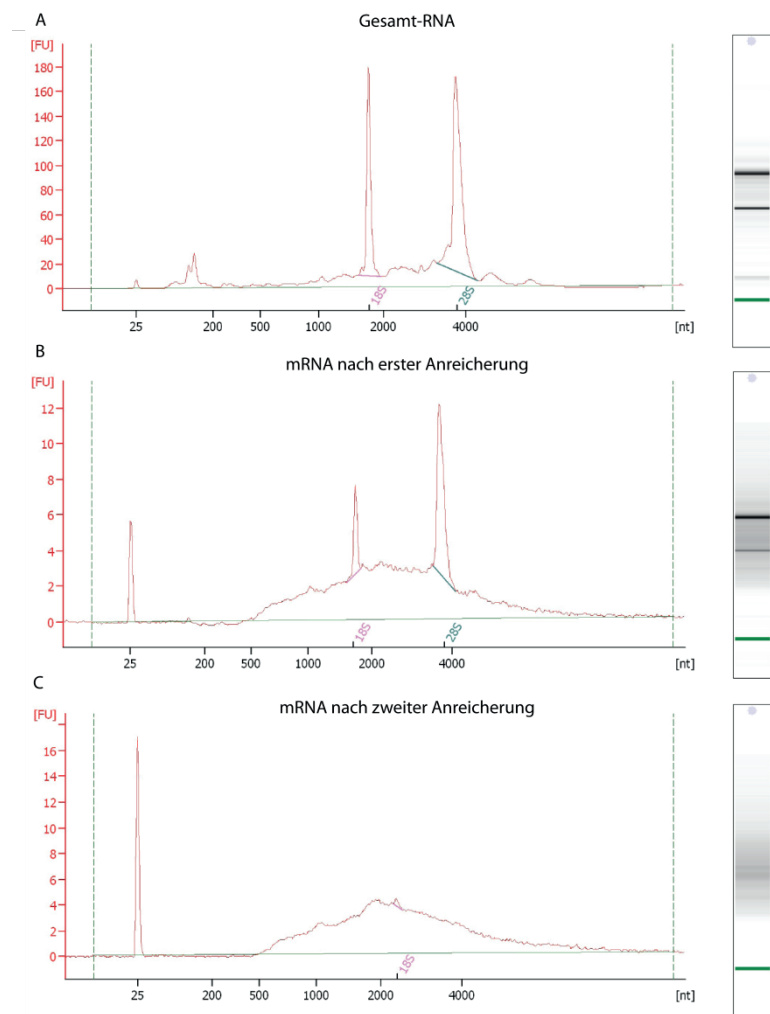 A
Gesamt-RNA
[FU]
180
160
140
120
100
80
60
40
20
0
18S
28S
25 200 500 1000 2000 4000 [nt]
B
mRNA nach erster Anreicherung
[FU]
12
10
8
6
4
2
0
18S
28S
25 200 500 1000 2000 4000 [nt]
C
mRNA nach zweiter Anreicherung
[FU]
16
14
12
10
8
6
4
2
0
18S
25 200 500 1000 2000 4000 [nt]